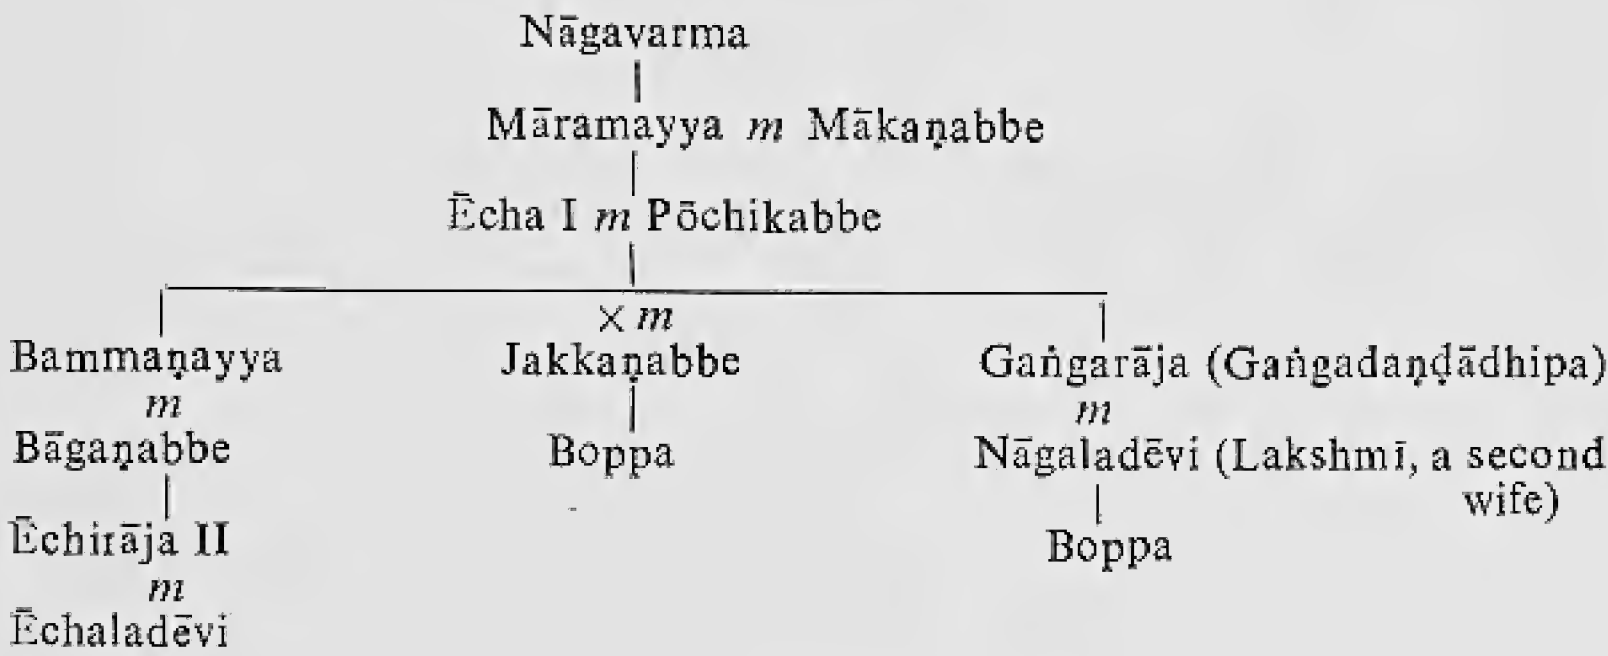 Nāgavarma
Māramayya m Mākaṇabbe
Ēcha I m Pōchikabbe
× m
Bammaṇayya Jakkaṇabbe Gaṅgarāja (Gaṅgadaṇḍādhipa)
m m
Bāgaṇabbe Boppa Nāgaladēvi (Lakshmī, a second
wife)
Ēchirāja II Boppa
m
Ēchaladēvi